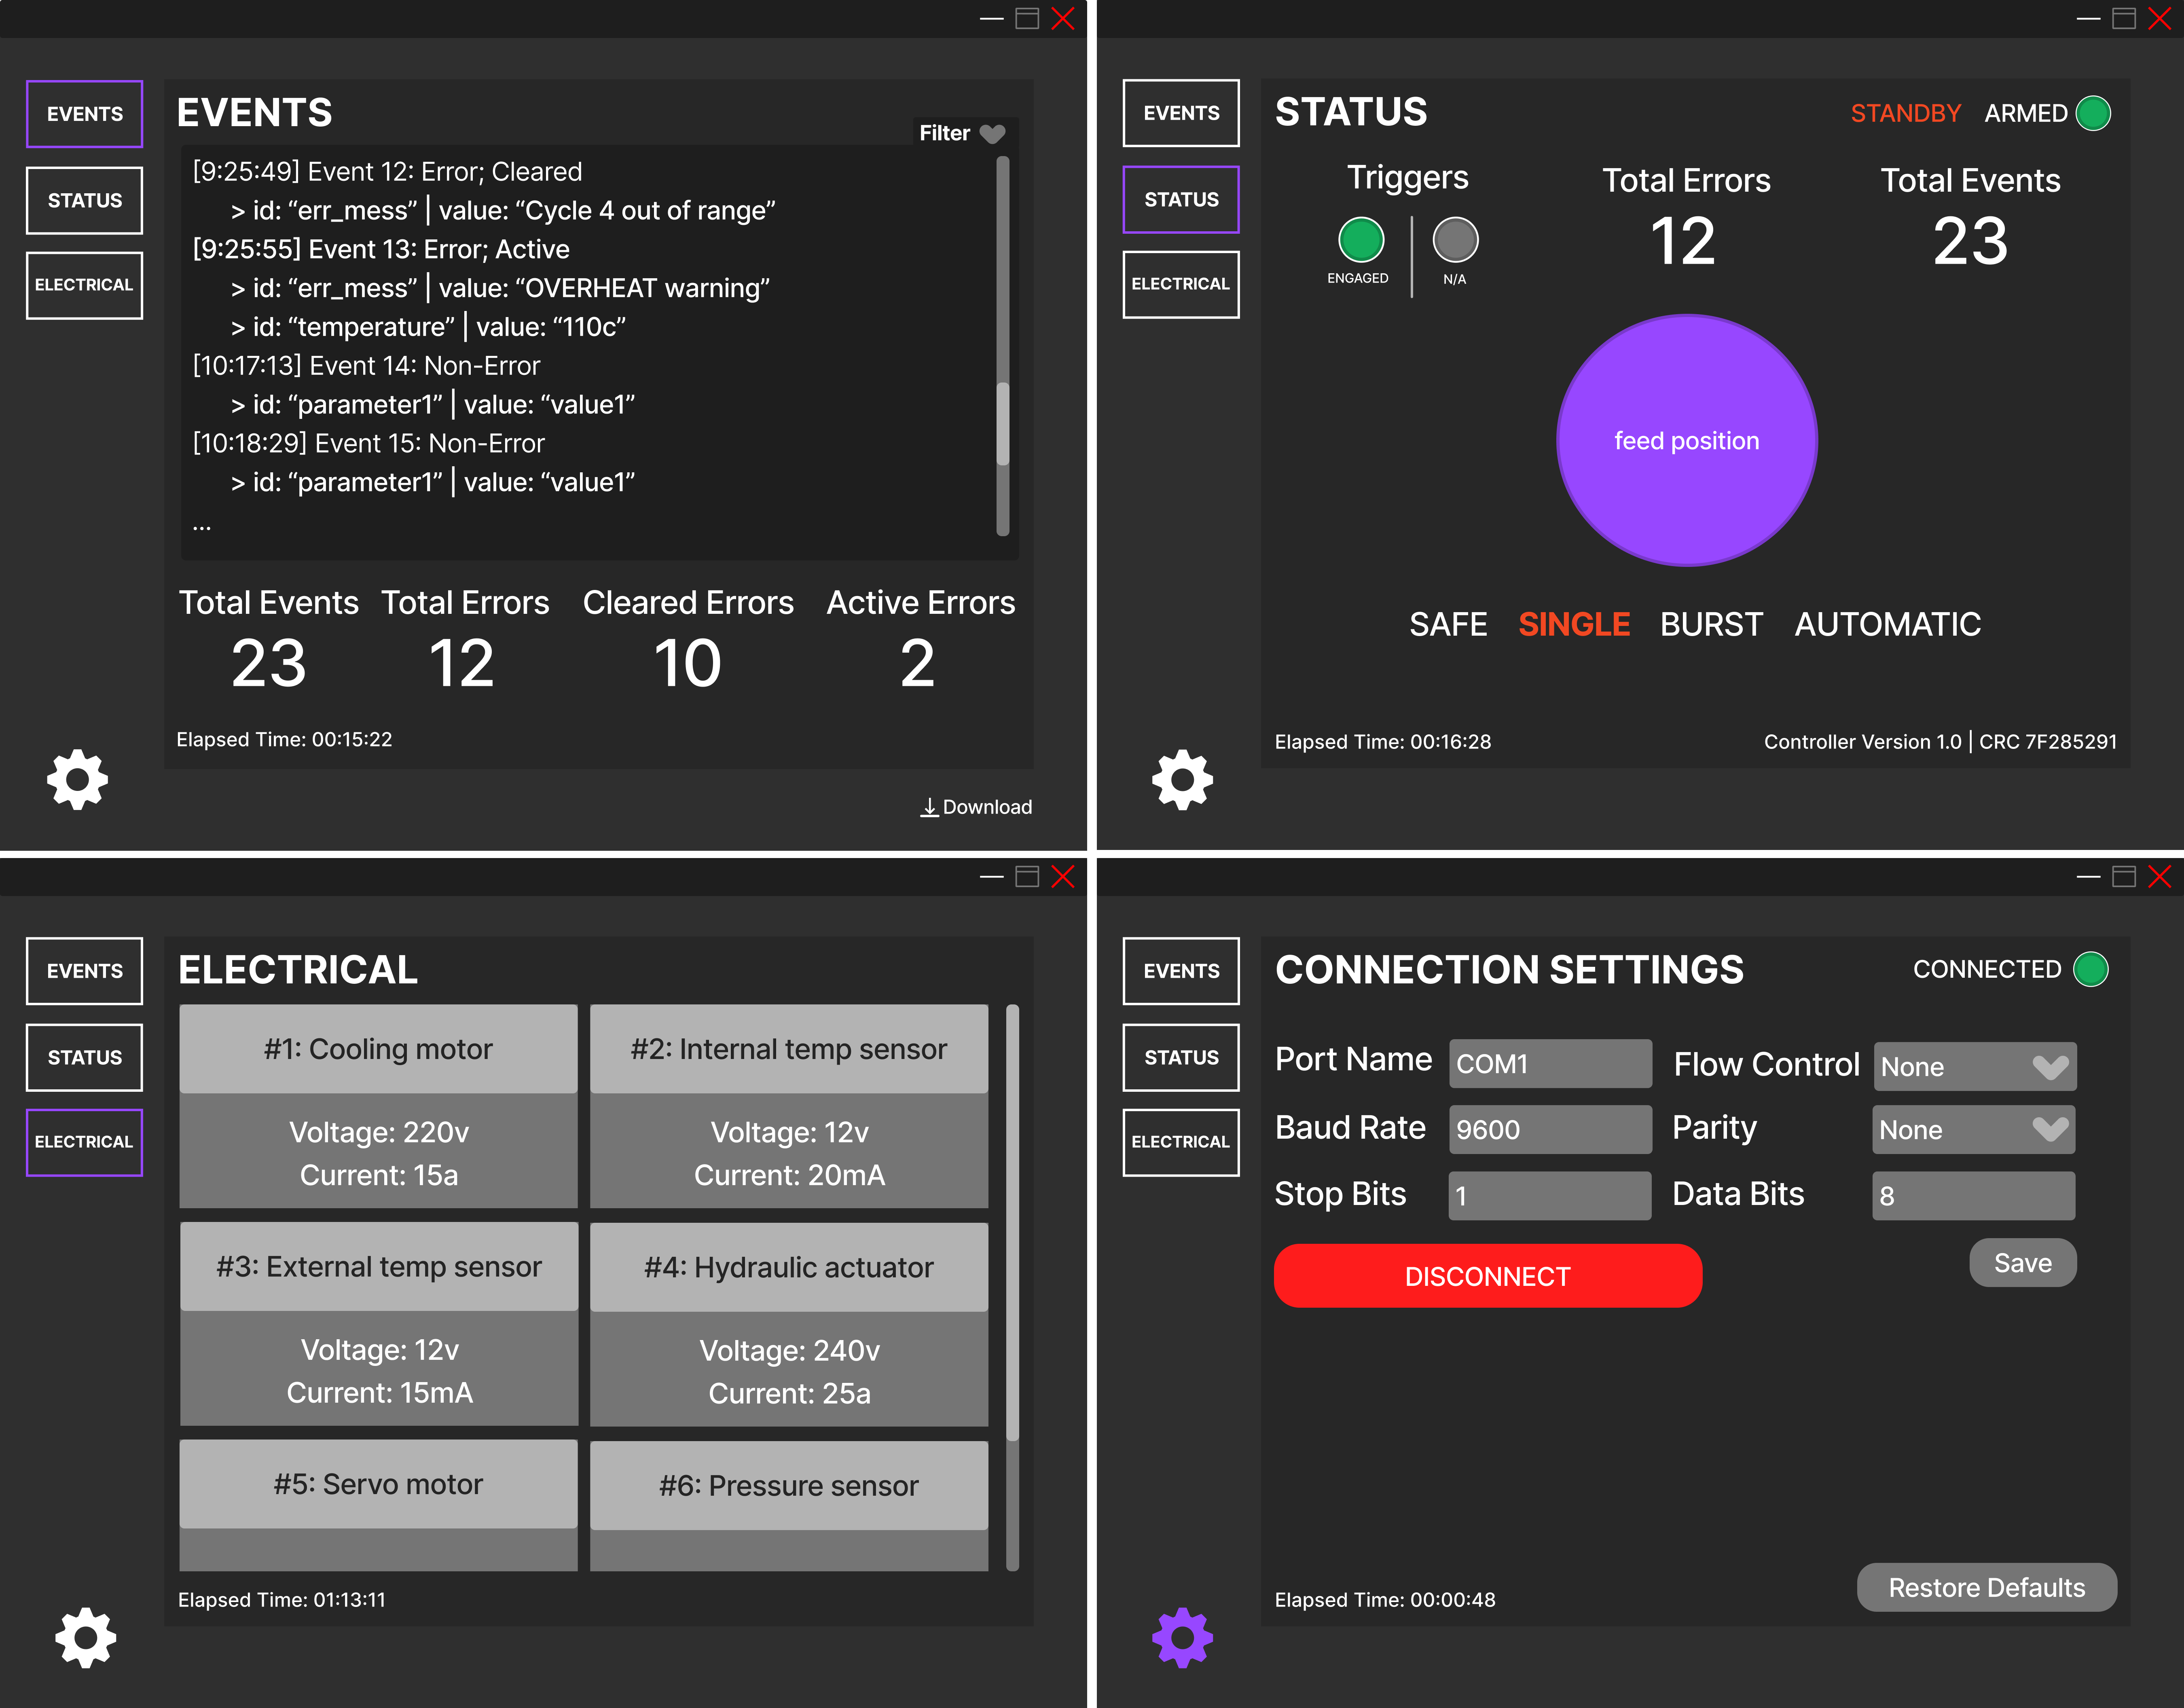 EVENTS
STATUS
ELECTRICAL
EVENTS
Filter
[9:25:49] Event 12: Error; Cleared
> id: “err_mess” | value: “Cycle 4 out of range”
[9:25:55] Event 13: Error; Active
> id: “err_mess” | value: “OVERHEAT warning”
> id: “temperature” | value: “110c”
[10:17:13] Event 14: Non-Error
> id: “parameter1” | value: “value1”
[10:18:29] Event 15: Non-Error
> id: “parameter1” | value: “value1”
...
Total Events Total Errors Cleared Errors Active Errors
23 12 10 2
Elapsed Time: 00:15:22
Download
EVENTS
STATUS
ELECTRICAL
STATUS
STANDBY ARMED
Triggers Total Errors Total Events
12 23
ENGAGED N/A
feed position
SAFE SINGLE BURST AUTOMATIC
Elapsed Time: 00:16:28
Controller Version 1.0 | CRC 7F285291
EVENTS
STATUS
ELECTRICAL
ELECTRICAL
#1: Cooling motor
Voltage: 220v
Current: 15a
#2: Internal temp sensor
Voltage: 12v
Current: 20mA
#3: External temp sensor
Voltage: 12v
Current: 15mA
#4: Hydraulic actuator
Voltage: 240v
Current: 25a
#5: Servo motor
#6: Pressure sensor
Elapsed Time: 01:13:11
EVENTS
STATUS
ELECTRICAL
CONNECTION SETTINGS
CONNECTED
Port Name COM1 Flow Control None
Baud Rate 9600 Parity None
Stop Bits 1 Data Bits 8
DISCONNECT
Save
Restore Defaults
Elapsed Time: 00:00:48